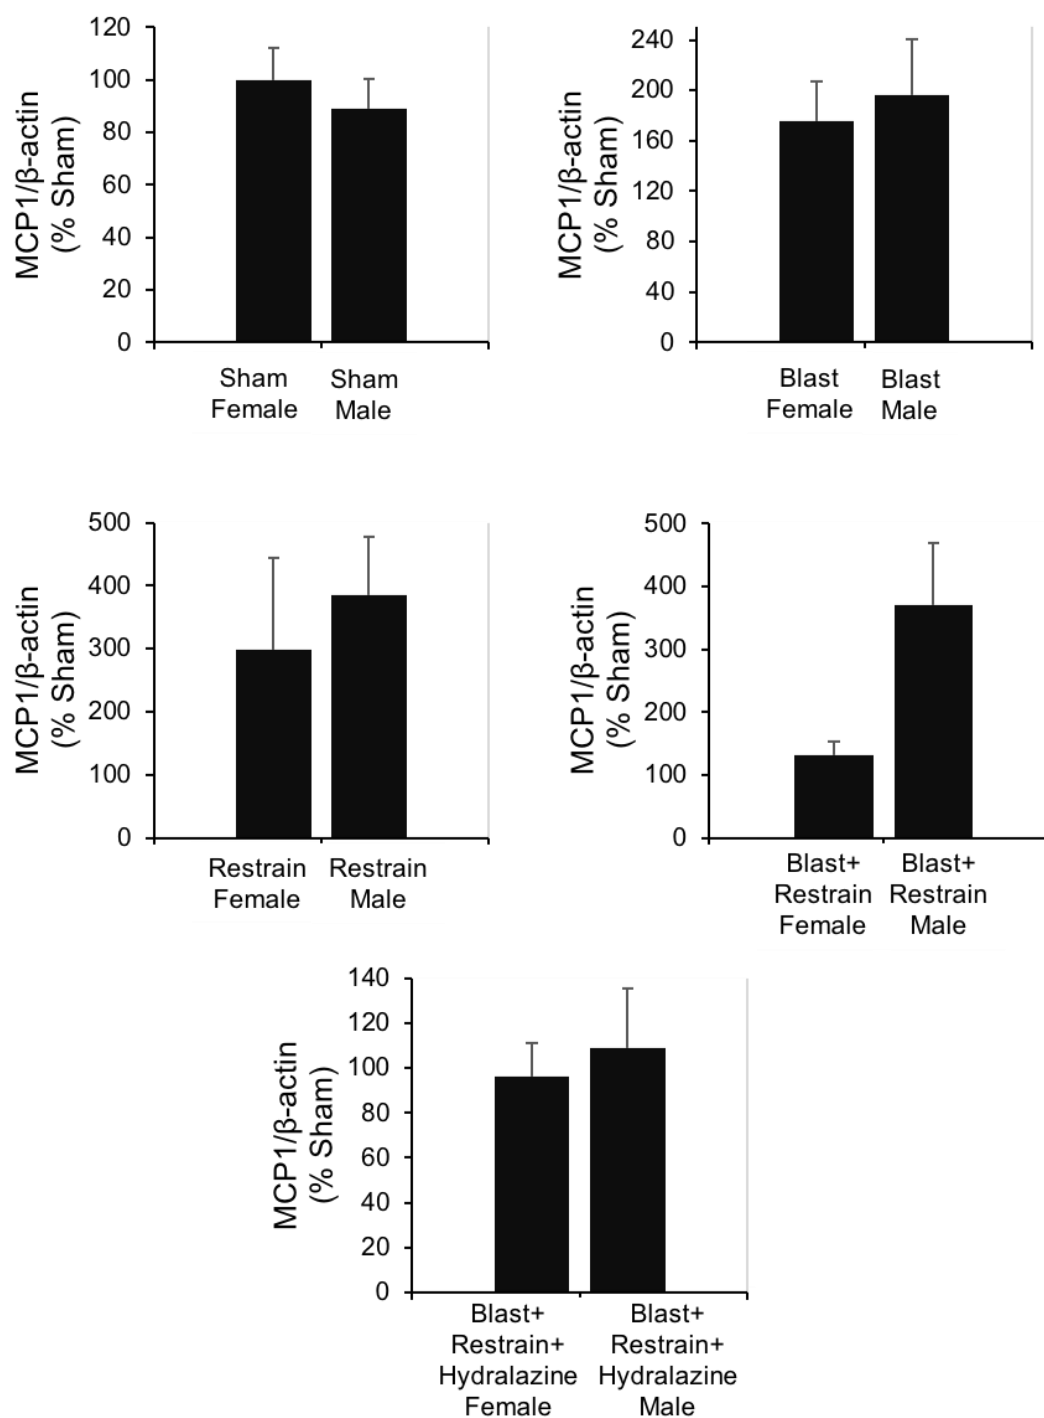 MCP1/β-actin
(% Sham)
120
100
80
60
40
20
0
Sham
Female
Sham
Male
MCP1/β-actin
(% Sham)
240
200
160
120
80
40
0
Blast
Female
Blast
Male
MCP1/β-actin
(% Sham)
500
400
300
200
100
0
Restrain
Female
Restrain
Male
MCP1/β-actin
(% Sham)
500
400
300
200
100
0
Blast+
Restrain
Female
Blast+
Restrain
Male
MCP1/β-actin
(% Sham)
140
120
100
80
60
40
20
0
Blast+
Restrain+
Hydralazine
Female
Blast+
Restrain+
Hydralazine
Male